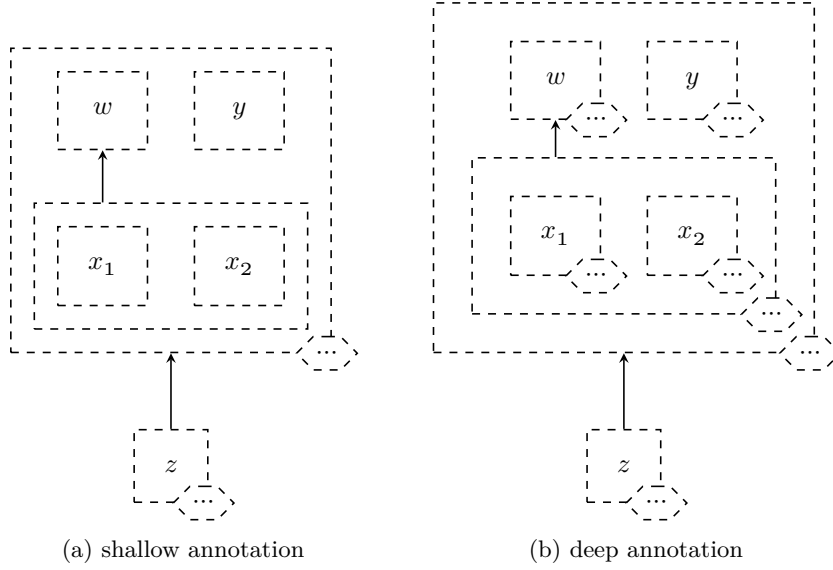 w y w y
...
...
x₁ x₂ x₁ x₂
...
...
...
...
...
z z
...
...
(a) shallow annotation (b) deep annotation